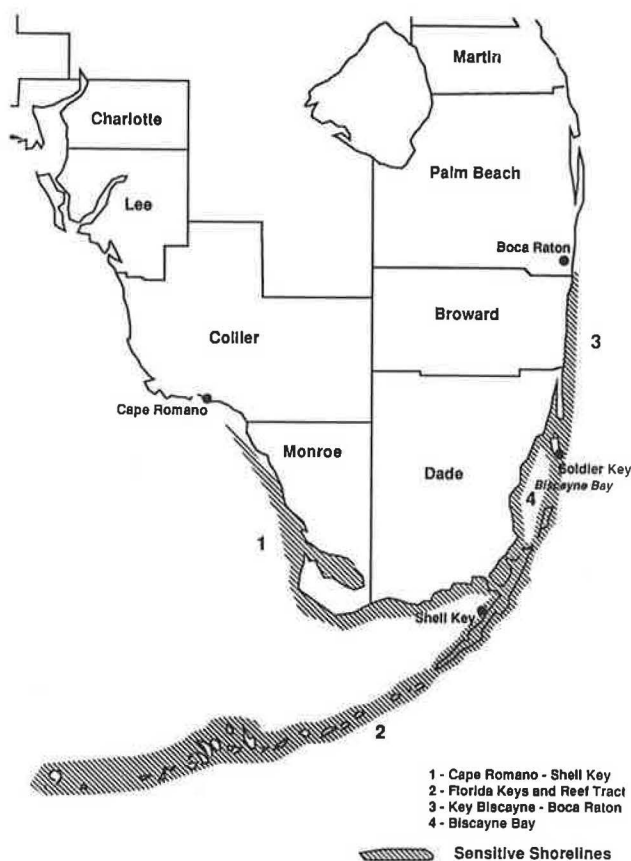 Martin
Charlotte
Palm Beach
Lee
Boca Raton
Broward
Collier
3
Cape Romano
Monroe
Soldier Key
Dade
Biscayne Bay
4
1
Shell Key
2
1 - Cape Romano - Shell Key
2 - Florida Keys and Reef Tract
3 - Key Biscayne - Boca Raton
4 - Biscayne Bay
Sensitive Shorelines